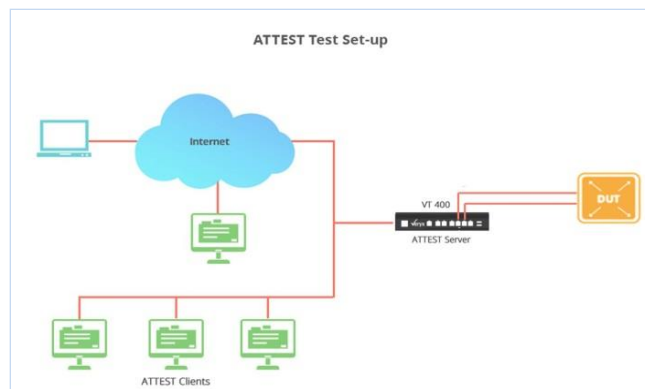 ATTEST Test Set-up
Internet
VT 400
ATTEST Server
DUT
ATTEST Clients